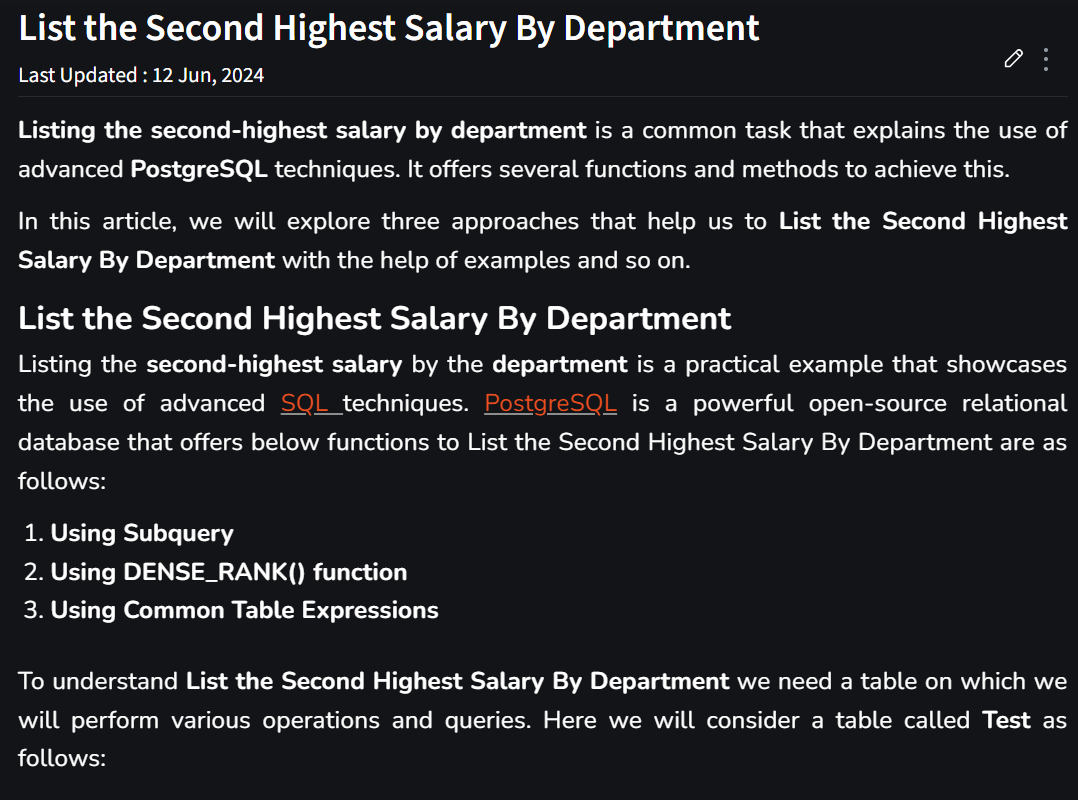 List the Second Highest Salary By Department
Last Updated : 12 Jun, 2024
Listing the second-highest salary by department is a common task that explains the use of
advanced PostgreSQL techniques. It offers several functions and methods to achieve this.
In this article, we will explore three approaches that help us to List the Second Highest
Salary By Department with the help of examples and so on.
List the Second Highest Salary By Department
Listing the second-highest salary by the department is a practical example that showcases
the use of advanced SQL techniques. PostgreSQL is a powerful open-source relational
database that offers below functions to List the Second Highest Salary By Department are as
follows:
1. Using Subquery
2. Using DENSE_RANK() function
3. Using Common Table Expressions
To understand List the Second Highest Salary By Department we need a table on which we
will perform various operations and queries. Here we will consider a table called Test as
follows: